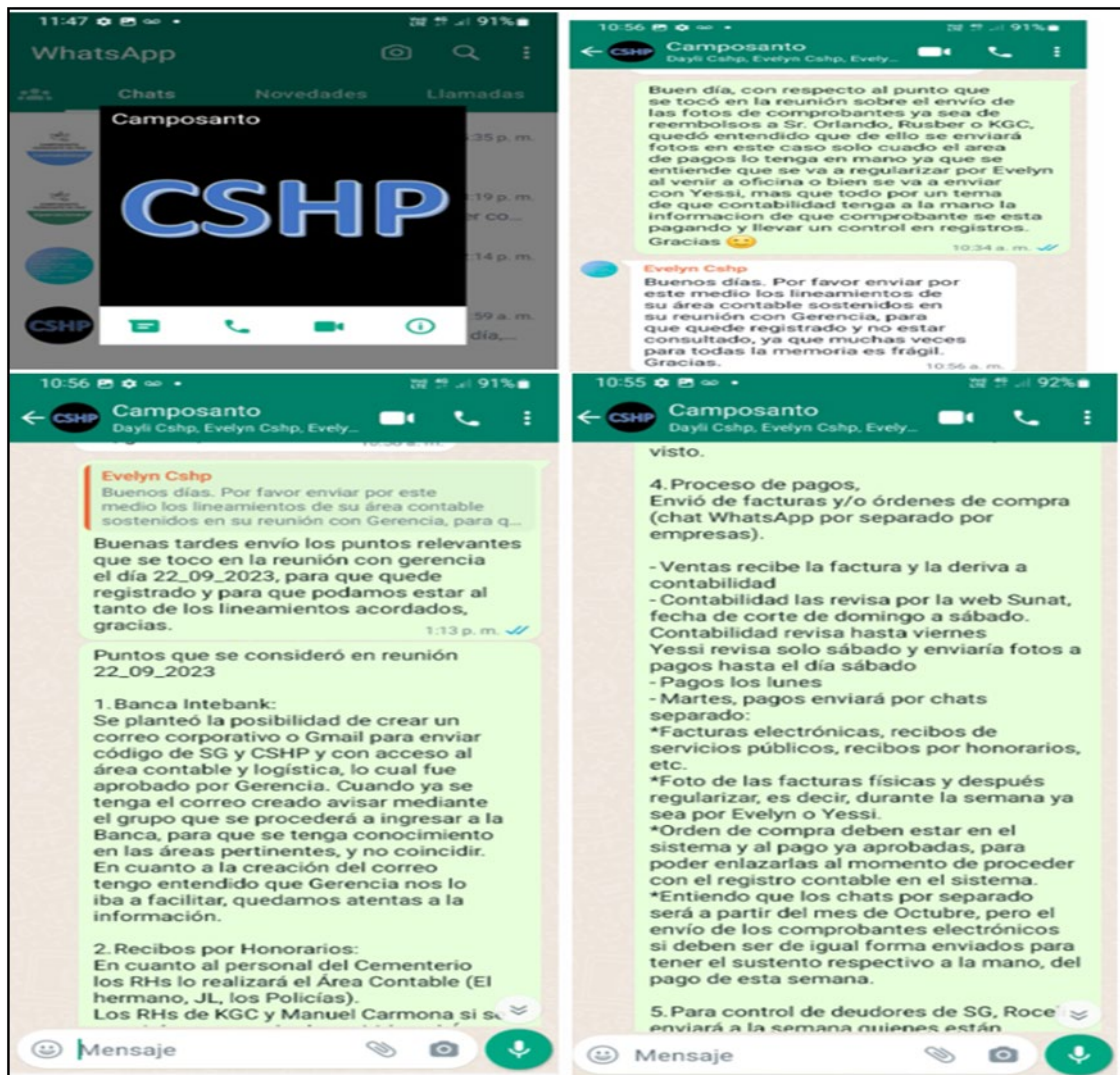 11:47
91%
WhatsApp
Chats Novedades Llamadas
Camposanto
:35 p. m.
:19 p. m.
er co...
:14 p. m.
CSHP
:59 a. m.
día,...
CSHP
10:56
91%
CSHP
Camposanto
Dayli Cshp, Evelyn Cshp, Evely...
Buen día, con respecto al punto que
se tocó en la reunión sobre el envío de
las fotos de comprobantes ya sea de
reembolsos a Sr. Orlando, Rusber o KGC,
quedó entendido que de ello se enviará
fotos en este caso solo cuado el area
de pagos lo tenga en mano ya que se
entiende que se va a regularizar por Evelyn
al venir a oficina o bien se va a enviar
con Yessi, mas que todo por un tema
de que contabilidad tenga a la mano la
informacion de que comprobante se esta
pagando y llevar un control en registros.
Gracias 😊
10:34 a. m.
Evelyn Cshp
Buenos días. Por favor enviar por
este medio los lineamientos de
su área contable sostenidos en
su reunión con Gerencia, para
que quede registrado y no estar
consultado, ya que muchas veces
para todas la memoria es frágil.
Gracias.
10:56 a. m.
10:56
91%
CSHP
Camposanto
Dayli Cshp, Evelyn Cshp, Evely...
Evelyn Cshp
Buenos días. Por favor enviar por este
medio los lineamientos de su área contable
sostenidos en su reunión con Gerencia, para q...
Buenas tardes envío los puntos relevantes
que se toco en la reunión con gerencia
el día 22_09_2023, para que quede
registrado y para que podamos estar al
tanto de los lineamientos acordados,
gracias.
1:13 p. m.
Puntos que se consideró en reunión
22_09_2023
1. Banca Intebank:
Se planteó la posibilidad de crear un
correo corporativo o Gmail para enviar
código de SG y CSHP y con acceso al
área contable y logística, lo cual fue
aprobado por Gerencia. Cuando ya se
tenga el correo creado avisar mediante
el grupo que se procederá a ingresar a la
Banca, para que se tenga conocimiento
en las áreas pertinentes, y no coincidir.
En cuanto a la creación del correo
tengo entendido que Gerencia nos lo
iba a facilitar, quedamos atentas a la
información.
2. Recibos por Honorarios:
En cuanto al personal del Cementerio
los RHs lo realizará el Área Contable (El
hermano, JL, los Policías).
Los RHs de KGC y Manuel Carmona si se
Mensaje
10:55
92%
CSHP
Camposanto
Dayli Cshp, Evelyn Cshp, Evely...
visto.
4. Proceso de pagos,
Envió de facturas y/o órdenes de compra
(chat WhatsApp por separado por
empresas).
- Ventas recibe la factura y la deriva a
contabilidad
- Contabilidad las revisa por la web Sunat,
fecha de corte de domingo a sábado.
Contabilidad revisa hasta viernes
Yessi revisa solo sábado y enviaría fotos a
pagos hasta el día sábado
- Pagos los lunes
- Martes, pagos enviará por chats
separado:
*Facturas electrónicas, recibos de
servicios públicos, recibos por honorarios,
etc.
*Foto de las facturas físicas y después
regularizar, es decir, durante la semana ya
sea por Evelyn o Yessi.
*Orden de compra deben estar en el
sistema y al pago ya aprobadas, para
poder enlazarlas al momento de proceder
con el registro contable en el sistema.
*Entiendo que los chats por separado
será a partir del mes de Octubre, pero el
envío de los comprobantes electrónicos
si deben ser de igual forma enviados para
tener el sustento respectivo a la mano, del
pago de esta semana.
5. Para control de deudores de SG,
enviará a la semana quienes están
Mensaje